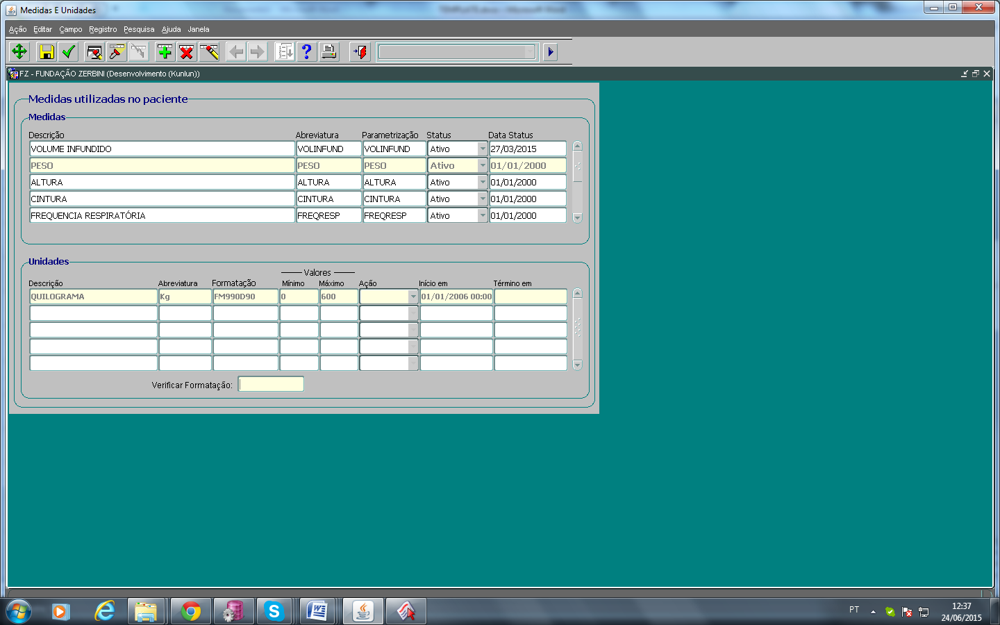 Medidas E Unidades
Ação Editar Campo Registro Pesquisa Ajuda Janela
FZ - FUNDAÇÃO ZERBINI (Desenvolvimento (Kunlun))
Medidas utilizadas no paciente
Medidas
Descrição Abreviatura Parametrização Status Data Status
VOLUME INFUNDIDO VOLINFUND VOLINFUND Ativo 27/03/2015
PESO PESO PESO Ativo 01/01/2000
ALTURA ALTURA ALTURA Ativo 01/01/2000
CINTURA CINTURA CINTURA Ativo 01/01/2000
FREQUENCIA RESPIRATÓRIA FREQRESP FREQRESP Ativo 01/01/2000
Unidades
Valores
Descrição Abreviatura Formatação Mínimo Máximo Ação Início em Término em
QUILOGRAMA Kg FM990D90 0 600 01/01/2006 00:00
Verificar Formatação:
PT 12:37
24/06/2015